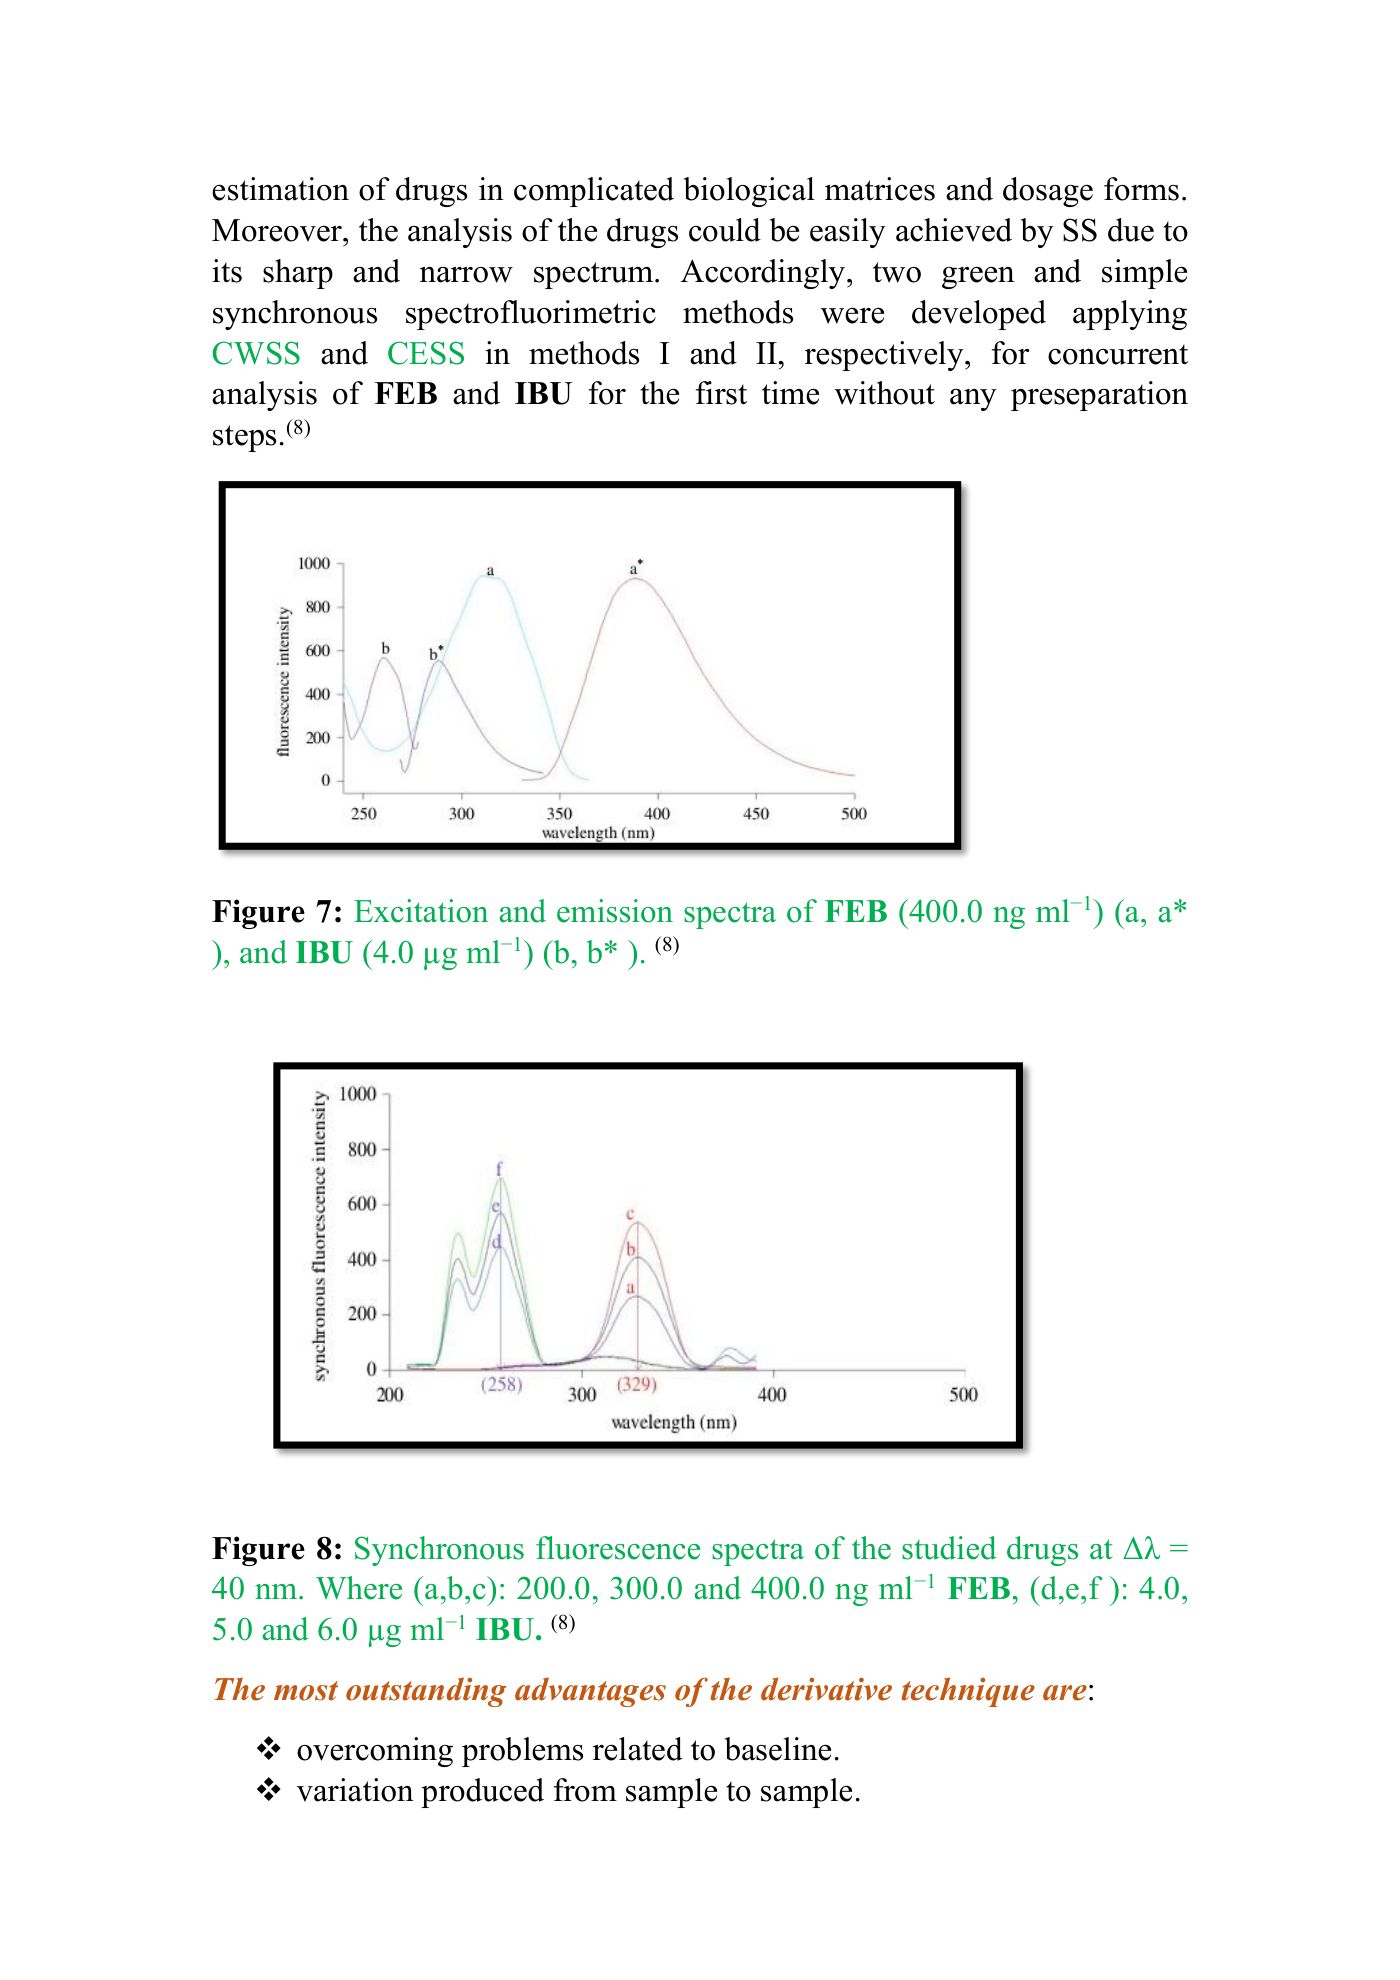 estimation of drugs in complicated biological matrices and dosage forms.
Moreover, the analysis of the drugs could be easily achieved by SS due to
its sharp and narrow spectrum. Accordingly, two green and simple
synchronous spectrofluorimetric methods were developed applying
CWSS and CESS in methods I and II, respectively, for concurrent
analysis of FEB and IBU for the first time without any preseparation
steps.(8)
1000
800
600
400
200
0
fluorescence intensity
a
a*
b
b*
250 300 350 400 450 500
wavelength (nm)
Figure 7: Excitation and emission spectra of FEB (400.0 ng ml⁻¹) (a, a*
), and IBU (4.0 µg ml⁻¹) (b, b* ). (8)
1000
800
600
400
200
0
synchronous fluorescence intensity
f
e
d
c
b
a
(258)
(329)
200 300 400 500
wavelength (nm)
Figure 8: Synchronous fluorescence spectra of the studied drugs at Δλ =
40 nm. Where (a,b,c): 200.0, 300.0 and 400.0 ng ml⁻¹ FEB, (d,e,f ): 4.0,
5.0 and 6.0 µg ml⁻¹ IBU. (8)
The most outstanding advantages of the derivative technique are:
❖ overcoming problems related to baseline.
❖ variation produced from sample to sample.